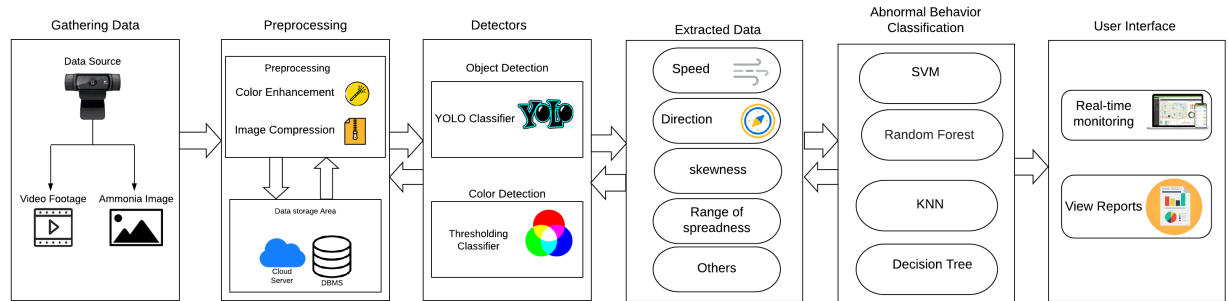 Gathering Data
Data Source
Video Footage
Ammonia Image
Preprocessing
Preprocessing
Color Enhancement
Image Compression
Data storage Area
Cloud
Server
DBMS
Detectors
Object Detection
YOLO Classifier
YOLO
Color Detection
Thresholding
Classifier
Extracted Data
Speed
Direction
skewness
Range of
spreadness
Others
Abnormal Behavior
Classification
SVM
Random Forest
KNN
Decision Tree
User Interface
Real-time
monitoring
View Reports